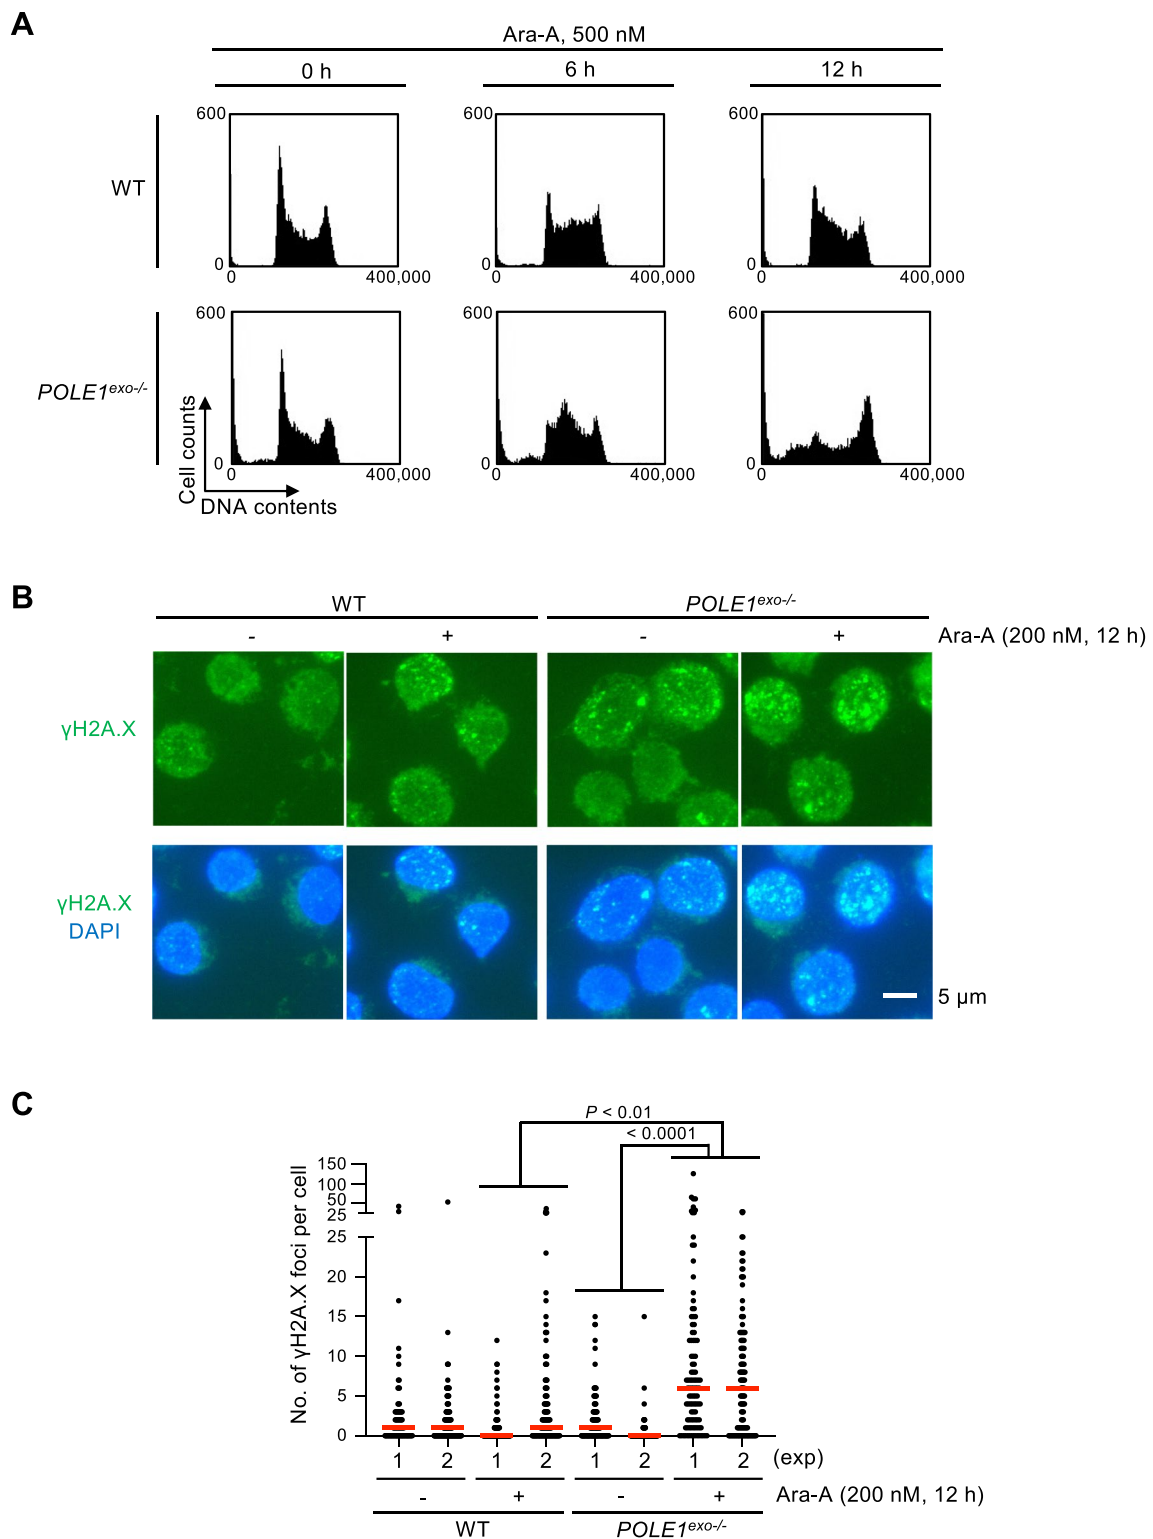 A
Ara-A, 500 nM
0 h 6 h 12 h
600 600 600
WT
0 0 0
0 400,000 0 400,000 0 400,000
600 600 600
POLE1exo-/-
Cell counts
0 0 0
0 400,000 0 400,000 0 400,000
DNA contents
B
WT POLE1exo-/-
- + - + Ara-A (200 nM, 12 h)
γH2A.X
γH2A.X
DAPI
5 μm
C
P < 0.01
< 0.0001
No. of γH2A.X foci per cell
150
100
50
25
25
20
15
10
5
0
1 2 1 2 1 2 1 2 (exp)
- + - + Ara-A (200 nM, 12 h)
WT POLE1exo-/-